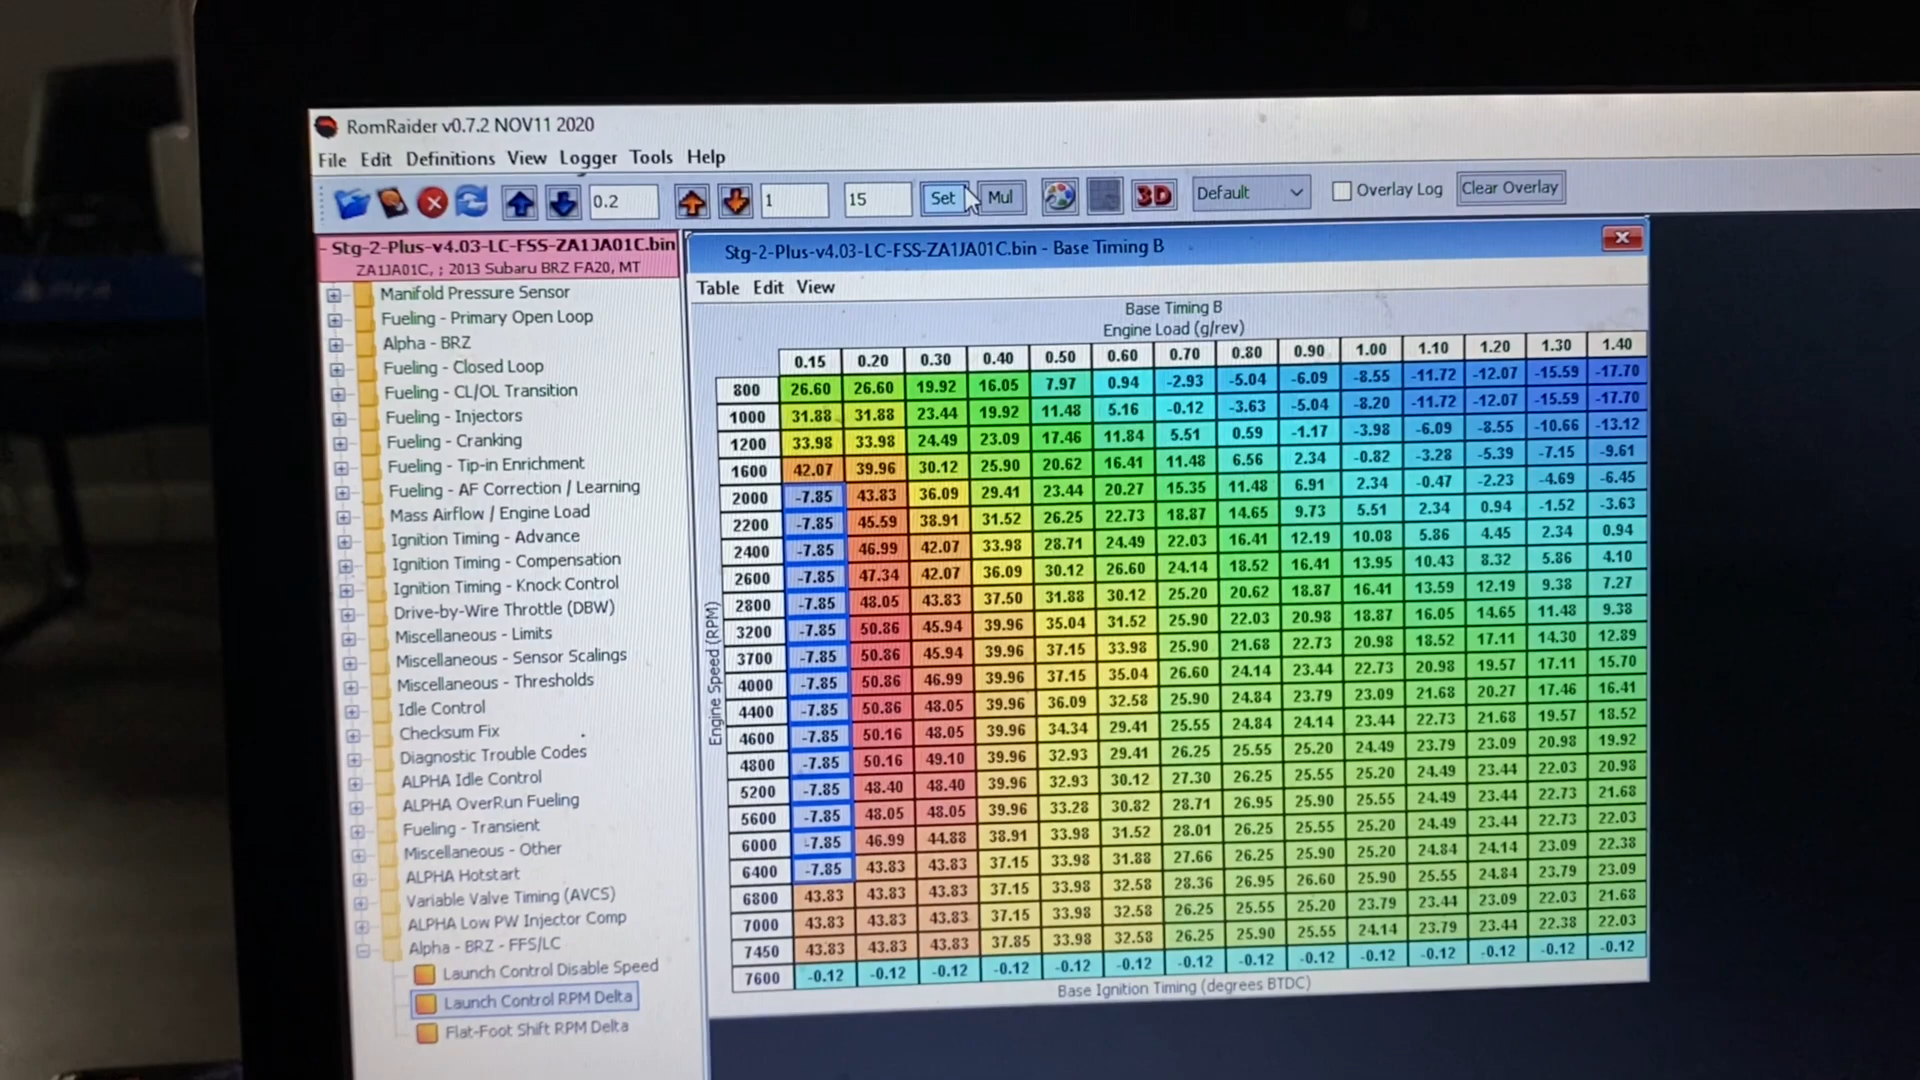 RomRaider v0.7.2 NOV11 2020
File Edit Definitions View Logger Tools Help
0.2 1 15 Set Mul 3D Default Overlay Log Clear Overlay
- Stg-2-Plus-v4.03-LC-FSS-ZA1JA01C.bin
ZA1JA01C, ; 2013 Subaru BRZ FA20, MT
Manifold Pressure Sensor
Fueling - Primary Open Loop
Alpha - BRZ
Fueling - Closed Loop
Fueling - CL/OL Transition
Fueling - Injectors
Fueling - Cranking
Fueling - Tip-in Enrichment
Fueling - AF Correction / Learning
Mass Airflow / Engine Load
Ignition Timing - Advance
Ignition Timing - Compensation
Ignition Timing - Knock Control
Drive-by-Wire Throttle (DBW)
Miscellaneous - Limits
Miscellaneous - Sensor Scalings
Miscellaneous - Thresholds
Idle Control
Checksum Fix
Diagnostic Trouble Codes
ALPHA Idle Control
ALPHA OverRun Fueling
Fueling - Transient
Miscellaneous - Other
ALPHA Hotstart
Variable Valve Timing (AVCS)
ALPHA Low PW Injector Comp
Alpha - BRZ - FFS/LC
Launch Control Disable Speed
Launch Control RPM Delta
Flat-Foot Shift RPM Delta
Stg-2-Plus-v4.03-LC-FSS-ZA1JA01C.bin - Base Timing B
Table Edit View
Base Timing B
Engine Load (g/rev)
0.15 0.20 0.30 0.40 0.50 0.60 0.70 0.80 0.90 1.00 1.10 1.20 1.30 1.40
Engine Speed (RPM)
800 26.60 26.60 19.92 16.05 7.97 0.94 -2.93 -5.04 -6.09 -8.55 -11.72 -12.07 -15.59 -17.70
1000 31.88 31.88 23.44 19.92 11.48 5.16 -0.12 -3.63 -5.04 -8.20 -11.72 -12.07 -15.59 -17.70
1200 33.98 33.98 24.49 23.09 17.46 11.84 5.51 0.59 -1.17 -3.98 -6.09 -8.55 -10.66 -13.12
1600 42.07 39.96 30.12 25.90 20.62 16.41 11.48 6.56 2.34 -0.82 -3.28 -5.39 -7.15 -9.61
2000 -7.85 43.83 36.09 29.41 23.44 20.27 15.35 11.48 6.91 2.34 -0.47 -2.23 -4.69 -6.45
2200 -7.85 45.59 38.91 31.52 26.25 22.73 18.87 14.65 9.73 5.51 2.34 0.94 -1.52 -3.63
2400 -7.85 46.99 42.07 33.98 28.71 24.49 22.03 16.41 12.19 10.08 5.86 4.45 2.34 0.94
2600 -7.85 47.34 42.07 36.09 30.12 26.60 24.14 18.52 16.41 13.95 10.43 8.32 5.86 4.10
2800 -7.85 48.05 43.83 37.50 31.88 30.12 25.20 20.62 18.87 16.41 13.59 12.19 9.38 7.27
3200 -7.85 50.86 45.94 39.96 35.04 31.52 25.90 22.03 20.98 18.87 16.05 14.65 11.48 9.38
3700 -7.85 50.86 45.94 39.96 37.15 33.98 25.90 21.68 22.73 20.98 18.52 17.11 14.30 12.89
4000 -7.85 50.86 46.99 39.96 37.15 35.04 26.60 24.14 23.44 22.73 20.98 19.57 17.11 15.70
4400 -7.85 50.86 48.05 39.96 36.09 32.58 25.90 24.84 23.79 23.09 21.68 20.27 17.46 16.41
4600 -7.85 50.16 48.05 39.96 34.34 29.41 25.55 24.84 24.14 23.44 22.73 21.68 19.57 18.52
4800 -7.85 50.16 49.10 39.96 32.93 29.41 26.25 25.55 25.20 24.49 23.79 23.09 20.98 19.92
5200 -7.85 48.40 48.40 39.96 32.93 30.12 27.30 26.25 25.55 25.20 24.49 23.44 22.03 20.98
5600 -7.85 48.05 48.05 39.96 33.28 30.82 28.71 26.95 25.90 25.55 24.49 23.44 22.73 21.68
6000 -7.85 46.99 44.88 38.91 33.98 31.52 28.01 26.25 25.55 25.20 24.49 23.44 22.73 22.03
6400 -7.85 43.83 43.83 37.15 33.98 31.88 27.66 26.25 25.90 25.20 24.84 24.14 23.09 22.38
6800 43.83 43.83 43.83 37.15 33.98 32.58 28.36 26.95 26.60 25.90 25.55 24.84 23.79 23.09
7000 43.83 43.83 43.83 37.15 33.98 32.58 26.25 25.55 25.20 23.79 23.44 23.09 22.03 21.68
7450 43.83 43.83 43.83 37.85 33.98 32.58 26.25 25.90 25.55 24.14 23.79 23.44 22.38 22.03
7600 -0.12 -0.12 -0.12 -0.12 -0.12 -0.12 -0.12 -0.12 -0.12 -0.12 -0.12 -0.12 -0.12 -0.12
Base Ignition Timing (degrees BTDC)